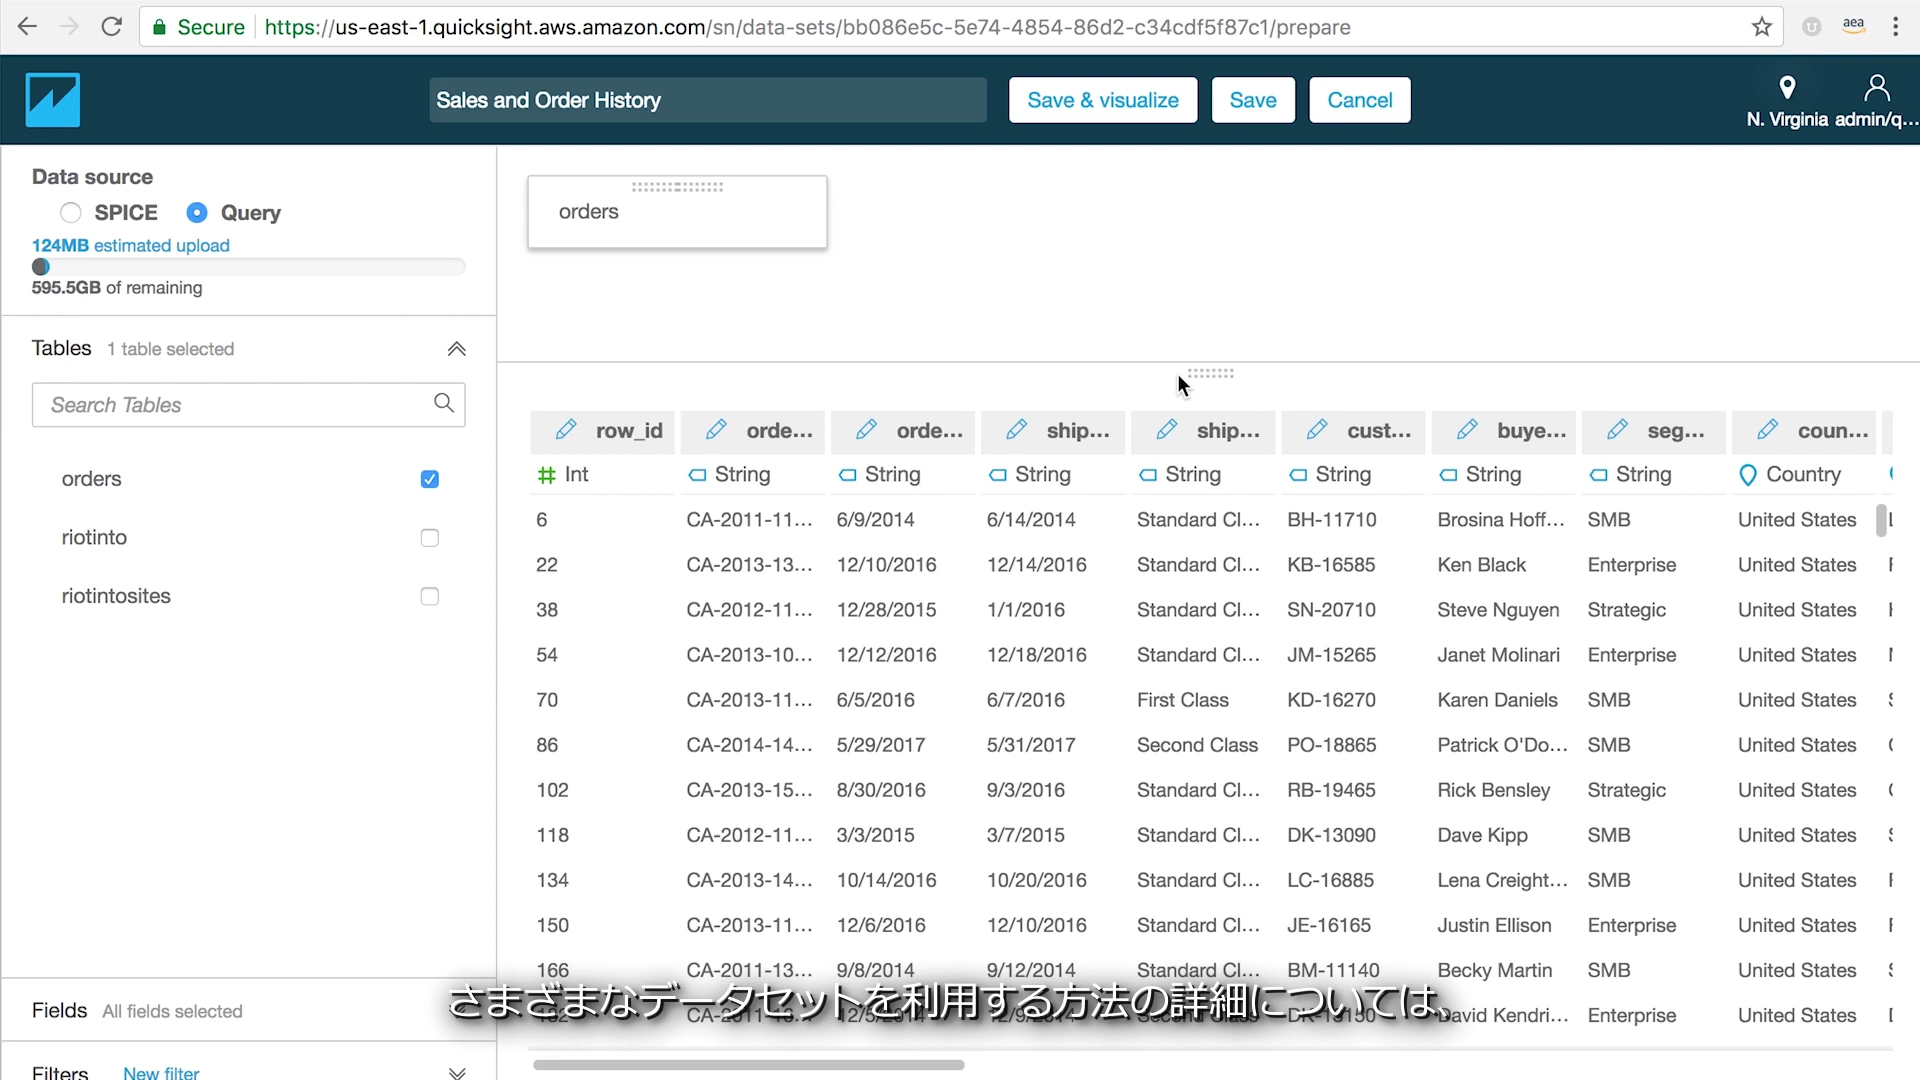 Secure https://us-east-1.quicksight.aws.amazon.com/sn/data-sets/bb086e5c-5e74-4854-86d2-c34cdf5f87c1/prepare
aea
Sales and Order History
Save & visualize
Save
Cancel
N. Virginia admin/q...
Data source
SPICE Query
124MB estimated upload
595.5GB of remaining
Tables 1 table selected
Search Tables
orders
riotinto
riotintosites
Fields All fields selected
Filters New filter
orders
row_id orde... orde... ship... ship... cust... buye... seg... coun...
Int String String String String String String String Country
6 CA-2011-11... 6/9/2014 6/14/2014 Standard Cl... BH-11710 Brosina Hoff... SMB United States
22 CA-2013-13... 12/10/2016 12/14/2016 Standard Cl... KB-16585 Ken Black Enterprise United States
38 CA-2012-11... 12/28/2015 1/1/2016 Standard Cl... SN-20710 Steve Nguyen Strategic United States
54 CA-2013-10... 12/12/2016 12/18/2016 Standard Cl... JM-15265 Janet Molinari Enterprise United States
70 CA-2013-11... 6/5/2016 6/7/2016 First Class KD-16270 Karen Daniels SMB United States
86 CA-2014-14... 5/29/2017 5/31/2017 Second Class PO-18865 Patrick O'Do... SMB United States
102 CA-2013-15... 8/30/2016 9/3/2016 Standard Cl... RB-19465 Rick Bensley Strategic United States
118 CA-2012-11... 3/3/2015 3/7/2015 Standard Cl... DK-13090 Dave Kipp SMB United States
134 CA-2013-14... 10/14/2016 10/20/2016 Standard Cl... LC-16885 Lena Creight... SMB United States
150 CA-2013-11... 12/6/2016 12/10/2016 Standard Cl... JE-16165 Justin Ellison Enterprise United States
166 CA-2011-13... 9/8/2014 9/12/2014 Standard Cl... BM-11140 Becky Martin SMB United States
David Kendri... Enterprise United States
さまざまなデータセットを利用する方法の詳細については、